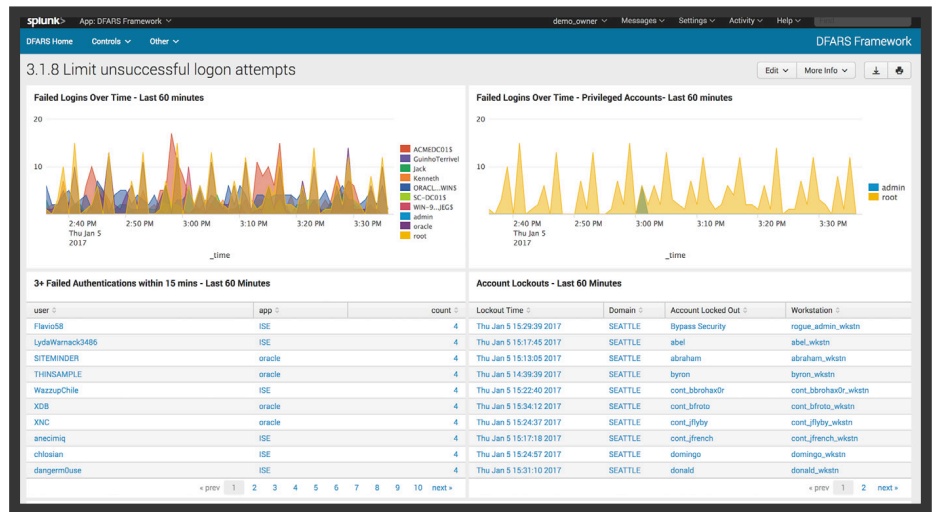 splunk> App: DFARS Framework demo_owner Messages Settings Activity Help Find
DFARS Home Controls Other DFARS Framework
3.1.8 Limit unsuccessful logon attempts Edit More Info
Failed Logins Over Time - Last 60 minutes
20
10
2:40 PM 2:50 PM 3:00 PM 3:10 PM 3:20 PM 3:30 PM
Thu Jan 5
2017
_time
ACMEDC01$
GuinhoTerrivel
Jack
Kenneth
ORACL...WIN5
SC-DC01$
WIN-9...JEG$
admin
oracle
root
Failed Logins Over Time - Privileged Accounts- Last 60 minutes
20
10
2:40 PM 2:50 PM 3:00 PM 3:10 PM 3:20 PM 3:30 PM
Thu Jan 5
2017
_time
admin
root
3+ Failed Authentications within 15 mins - Last 60 Minutes
user app count
Flavio58 ISE 4
LydaWarnack3486 ISE 4
SITEMINDER oracle 4
THINSAMPLE oracle 4
WazzupChile ISE 4
XDB oracle 4
XNC oracle 4
anecimiq ISE 4
chlosian ISE 4
dangerm0use ISE 4
« prev 1 2 3 4 5 6 7 8 9 10 next »
Account Lockouts - Last 60 Minutes
Lockout Time Domain Account Locked Out Workstation
Thu Jan 5 15:29:39 2017 SEATTLE Bypass Security rogue_admin_wkstn
Thu Jan 5 15:17:45 2017 SEATTLE abel abel_wkstn
Thu Jan 5 15:13:05 2017 SEATTLE abraham abraham_wkstn
Thu Jan 5 14:39:39 2017 SEATTLE byron byron_wkstn
Thu Jan 5 15:22:40 2017 SEATTLE cont_bbrohax0r cont_bbrohax0r_wkstn
Thu Jan 5 15:34:12 2017 SEATTLE cont_bfroto cont_bfroto_wkstn
Thu Jan 5 15:24:37 2017 SEATTLE cont_jflyby cont_jflyby_wkstn
Thu Jan 5 15:17:18 2017 SEATTLE cont_jfrench cont_jfrench_wkstn
Thu Jan 5 15:24:57 2017 SEATTLE domingo domingo_wkstn
Thu Jan 5 15:31:10 2017 SEATTLE donald donald_wkstn
« prev 1 2 next »